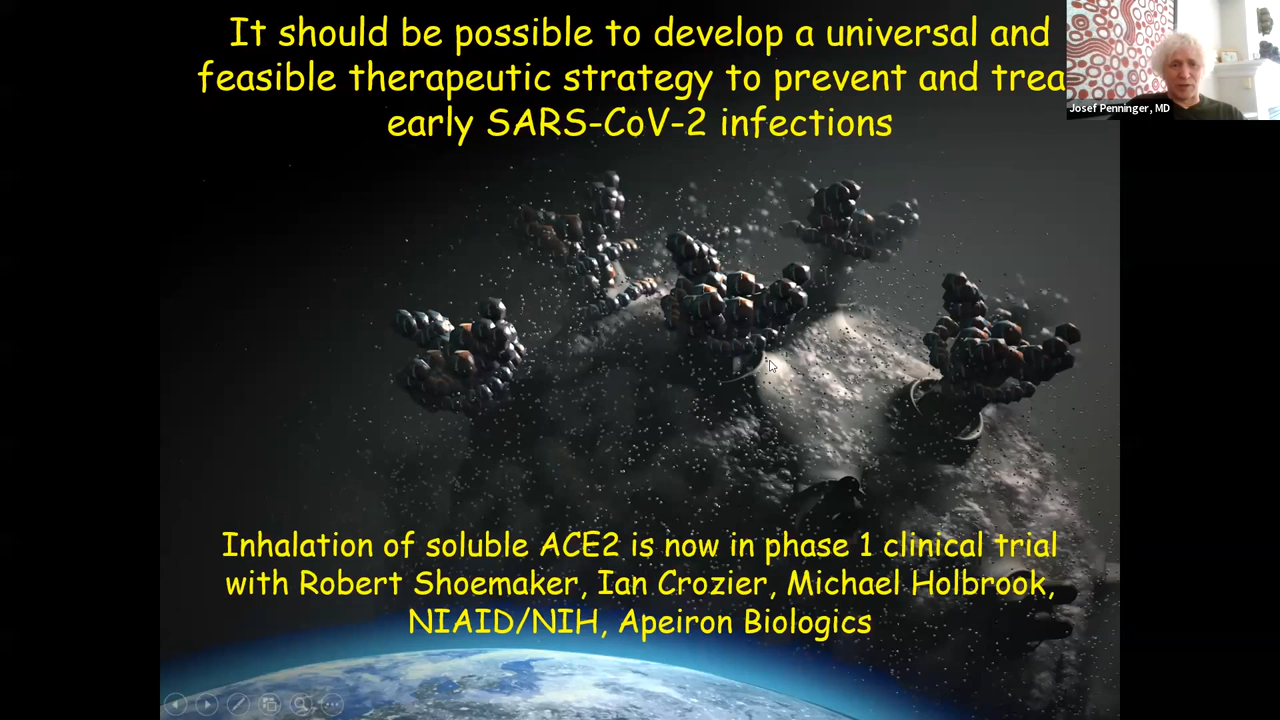 It should be possible to develop a universal and
feasible therapeutic strategy to prevent and trea
early SARS-CoV-2 infections
Josef Penninger, MD
Inhalation of soluble ACE2 is now in phase 1 clinical trial
with Robert Shoemaker, Ian Crozier, Michael Holbrook,
NIAID/NIH, Apeiron Biologics